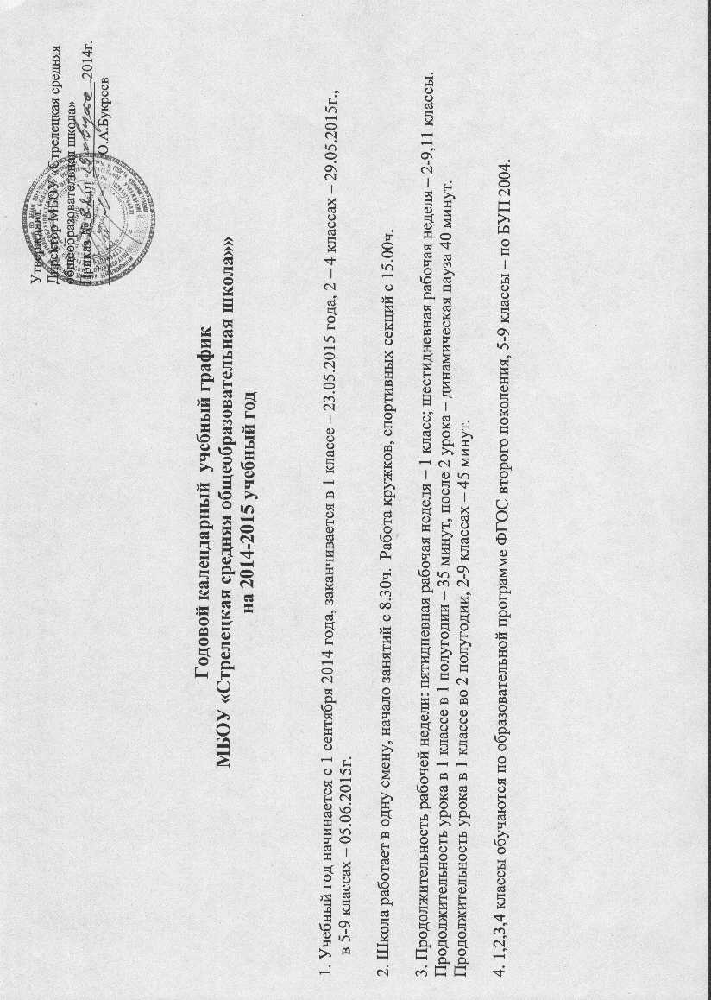 Утверждаю:
Директор МБОУ «Стрелецкая средняя
общеобразовательная школа»
Приказ № от 2014г.
О.А.Букреев
Годовой календарный учебный график
МБОУ «Стрелецкая средняя общеобразовательная школа»»
на 2014-2015 учебный год
1. Учебный год начинается с 1 сентября 2014 года, заканчивается в 1 классе – 23.05.2015 года, 2 – 4 классах – 29.05.2015г.,
в 5-9 классах – 05.06.2015г.
2. Школа работает в одну смену, начало занятий с 8.30ч. Работа кружков, спортивных секций с 15.00ч.
3. Продолжительность рабочей недели: пятидневная рабочая неделя – 1 класс; шестидневная рабочая неделя – 2-9,11 классы.
Продолжительность урока в 1 классе в 1 полугодии – 35 минут, после 2 урока – динамическая пауза 40 минут.
Продолжительность урока в 1 классе во 2 полугодии, 2-9 классах – 45 минут.
4. 1,2,3,4 классы обучаются по образовательной программе ФГОС второго поколения, 5-9 классы – по БУП 2004.